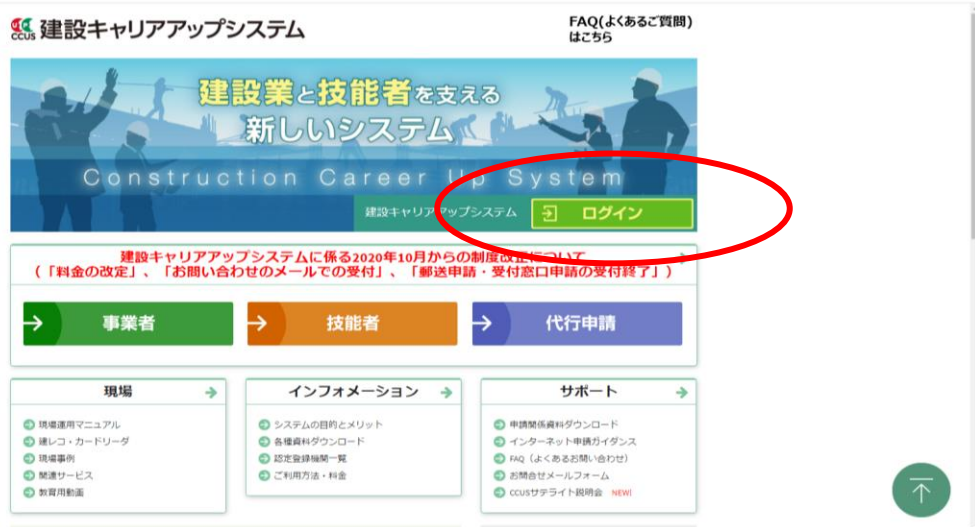 CCUS 建設キャリアアップシステム
FAQ(よくあるご質問)
はこちら
建設業と技能者を支える
新しいシステム
Construction Career Up System
建設キャリアアップシステム
ログイン
建設キャリアアップシステムに係る2020年10月からの制度改正について
(「料金の改定」、「お問い合わせのメールでの受付」、「郵送申請・受付窓口申請の受付終了」)
事業者
技能者
代行申請
現場
現場運用マニュアル
建レコ・カードリーダ
現場事例
関連サービス
教育用動画
インフォメーション
システムの目的とメリット
各種資料ダウンロード
認定登録機関一覧
ご利用方法・料金
サポート
申請関係資料ダウンロード
インターネット申請ガイダンス
FAQ(よくあるお問い合わせ)
お問合せメールフォーム
CCUSサテライト説明会 NEW!